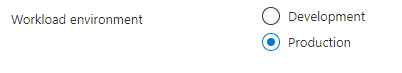 Workload environment
Development
Production